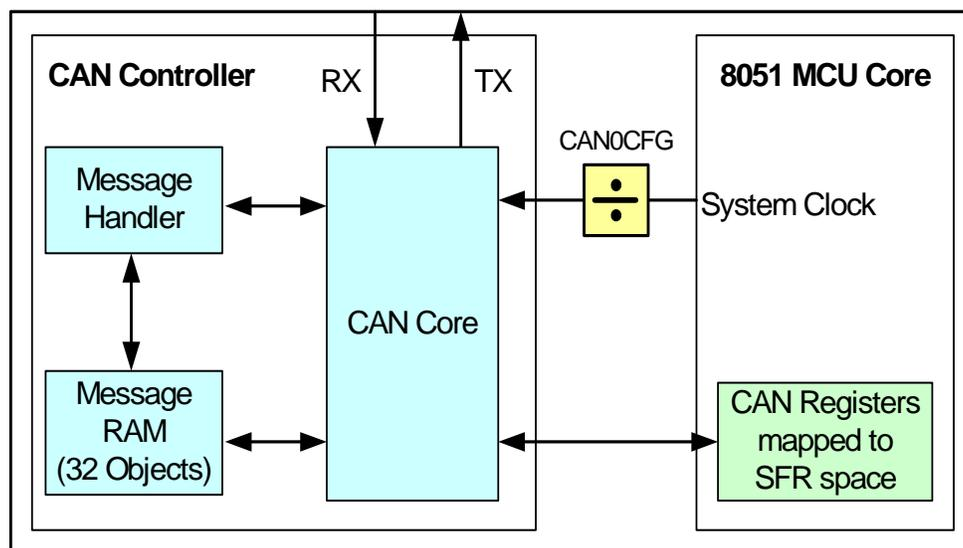 CAN Controller
RX
TX
8051 MCU Core
CAN0CFG
÷
System Clock
Message
Handler
CAN Core
Message
RAM
(32 Objects)
CAN Registers
mapped to
SFR space